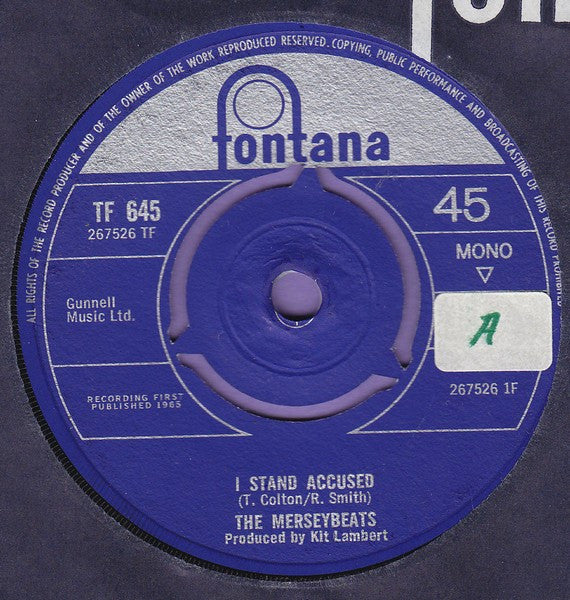 ALL RIGHTS OF THE RECORD PRODUCER AND OF THE OWNER OF THE WORK REPRODUCED RESERVED. COPYING, PUBLIC PERFORMANCE AND BROADCASTING OF THIS RECORD PROHIBITED
fontana
TF 645
267526 TF
45
MONO
Gunnell
Music Ltd.
A
RECORDING FIRST
PUBLISHED 1965
267526 1F
I STAND ACCUSED
(T. Colton/R. Smith)
THE MERSEYBEATS
Produced by Kit Lambert